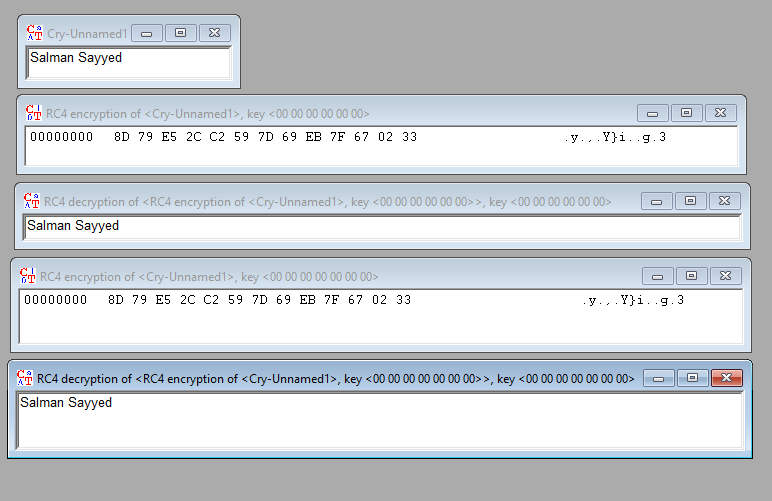 Cry-Unnamed1
Salman Sayyed
RC4 encryption of <Cry-Unnamed1>, key <00 00 00 00 00 00>
00000000 8D 79 E5 2C C2 59 7D 69 EB 7F 67 02 33 .y.,.Y}i..g.3
RC4 decryption of <RC4 encryption of <Cry-Unnamed1>, key <00 00 00 00 00 00>>, key <00 00 00 00 00 00>
Salman Sayyed
RC4 encryption of <Cry-Unnamed1>, key <00 00 00 00 00 00 00>
00000000 8D 79 E5 2C C2 59 7D 69 EB 7F 67 02 33 .y.,.Y}i..g.3
RC4 decryption of <RC4 encryption of <Cry-Unnamed1>, key <00 00 00 00 00 00 00>>, key <00 00 00 00 00 00 00>
Salman Sayyed